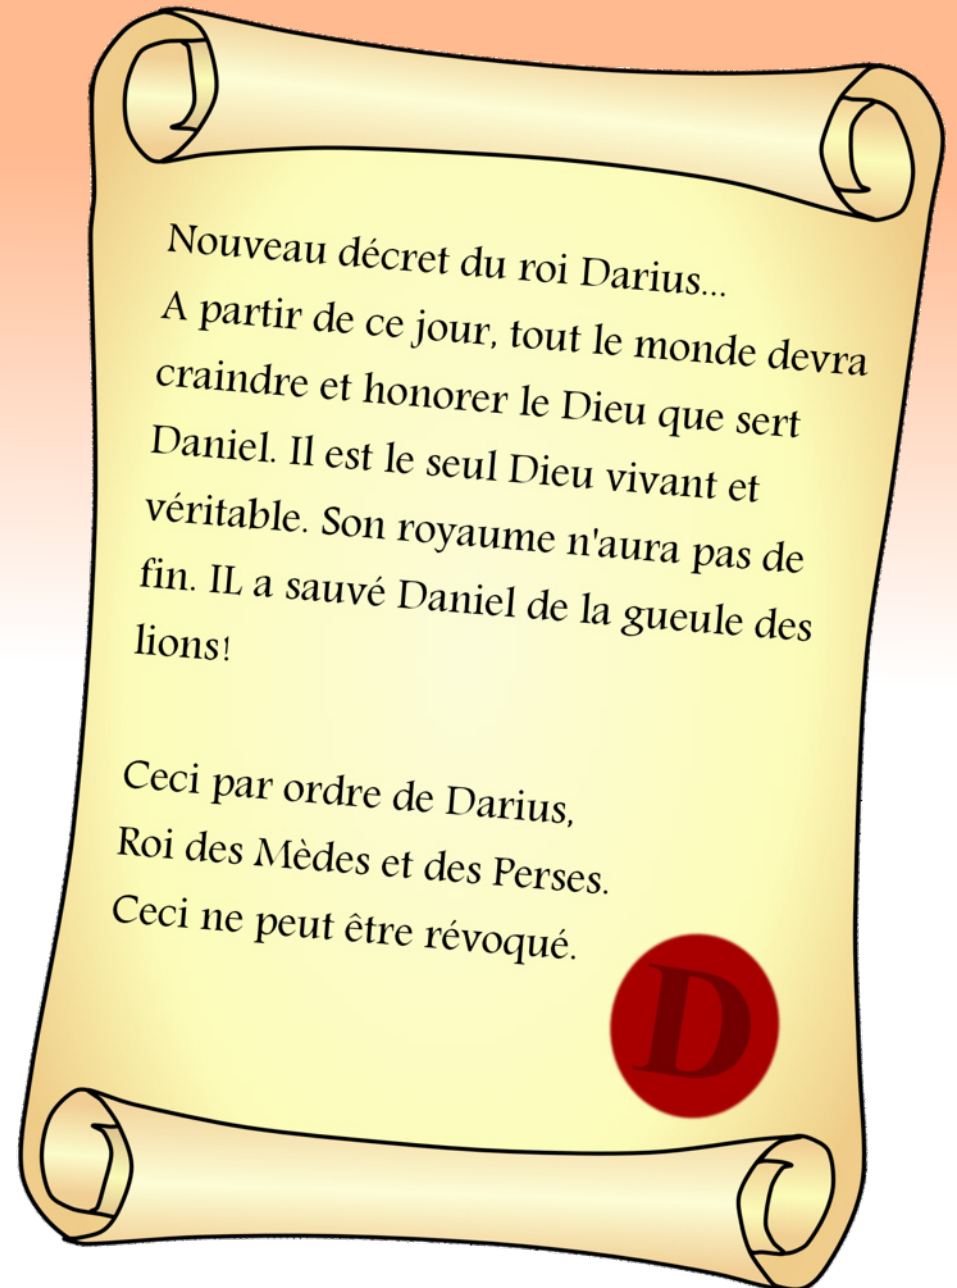 Nouveau décret du roi Darius...
A partir de ce jour, tout le monde devra
craindre et honorer le Dieu que sert
Daniel. Il est le seul Dieu vivant et
véritable. Son royaume n'aura pas de
fin. IL a sauvé Daniel de la gueule des
lions!
Ceci par ordre de Darius,
Roi des Mèdes et des Perses.
Ceci ne peut être révoqué.
D